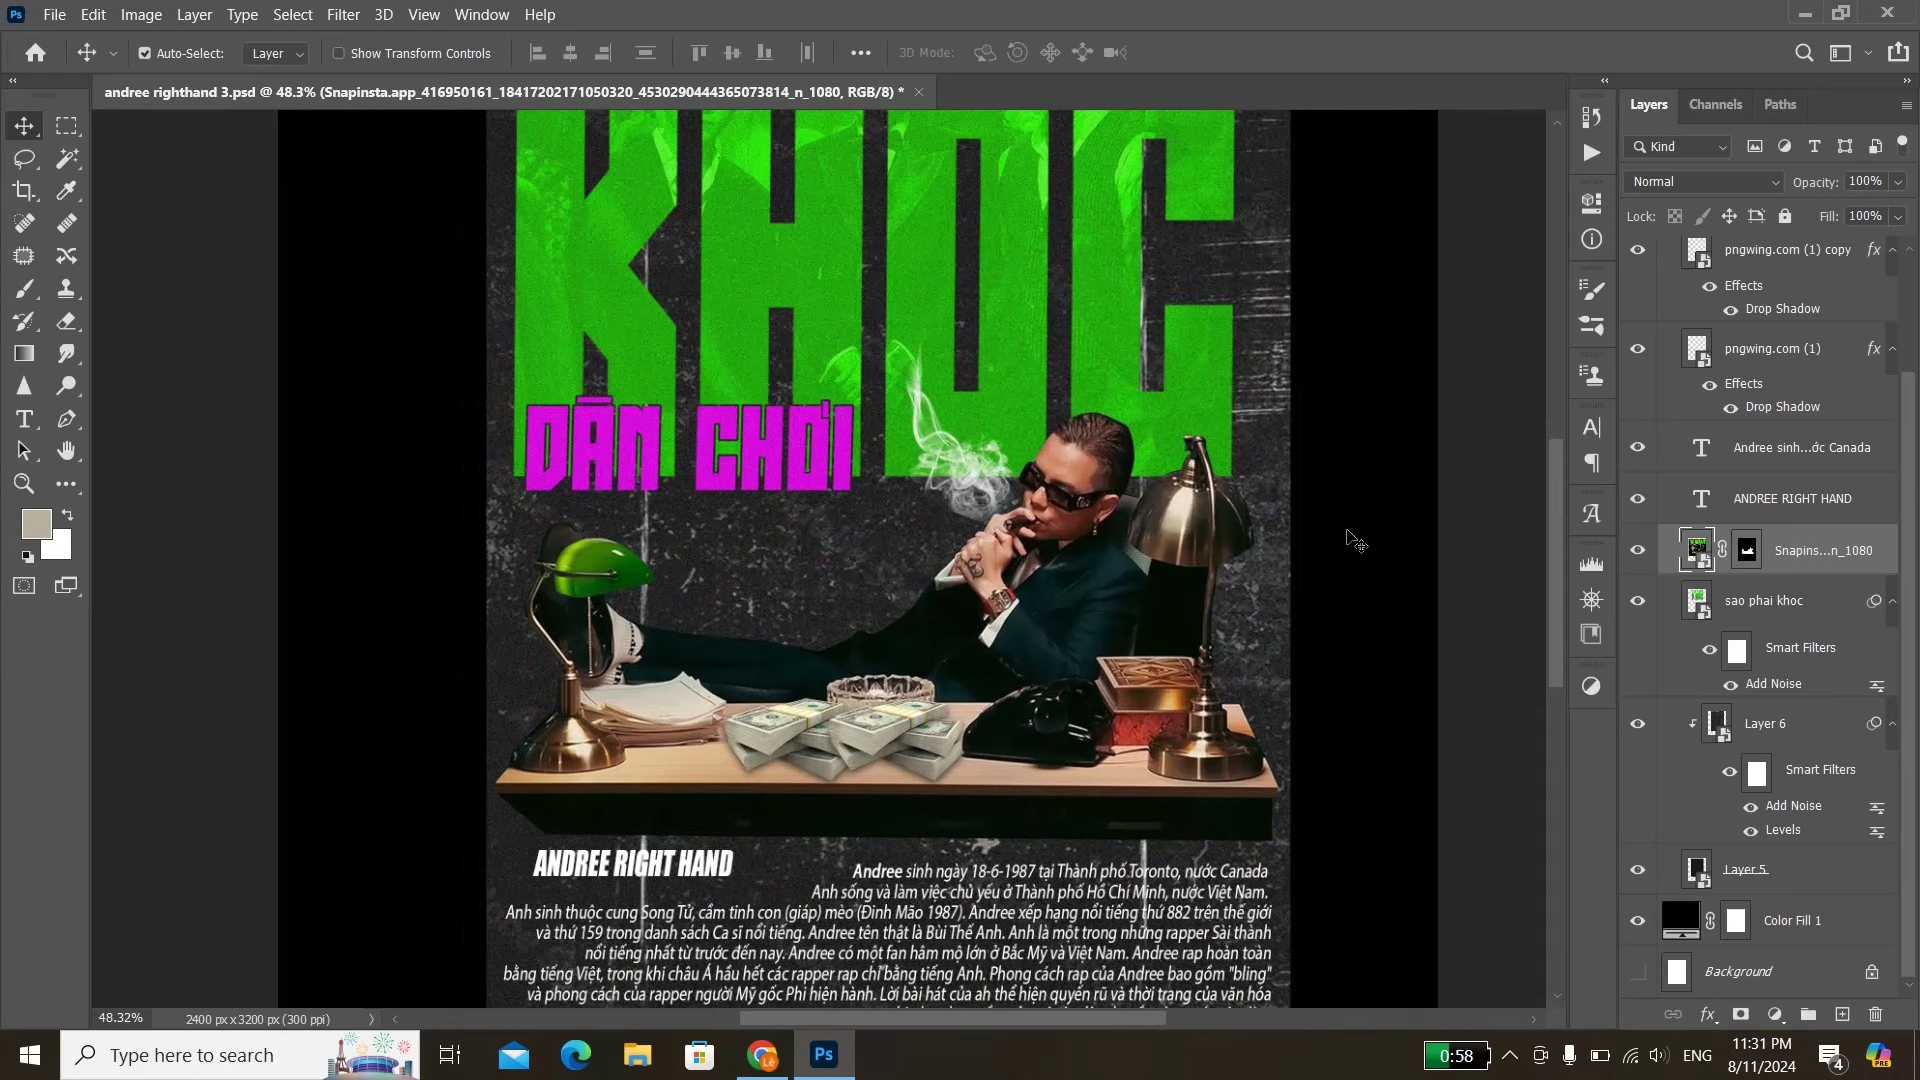 Ps File Edit Image Layer Type Select Filter 3D View Window Help
Auto-Select: Layer Show Transform Controls 3D Mode:
andree righthand 3.psd @ 48.3% (Snapinsta.app_416950161_18417202171050320_4530290444365073814_n_1080, RGB/8) *
KHOC
DÂN CHƠI
ANDREE RIGHT HAND
Andree sinh ngày 18-6-1987 tại Thành phố Toronto, nước Canada
Anh sống và làm việc chủ yếu ở Thành phố Hồ Chí Minh, nước Việt Nam.
Anh sinh thuộc cung Song Tử, cầm tinh con (giáp) mèo (Đinh Mão 1987). Andree xếp hạng nổi tiếng thứ 882 trên thế giới
và thứ 159 trong danh sách Ca sĩ nổi tiếng. Andree tên thật là Bùi Thế Anh. Anh là một trong những rapper Sài thành
nổi tiếng nhất từ trước đến nay. Andree có một fan hâm mộ lớn ở Bắc Mỹ và Việt Nam. Andree rap hoàn toàn
bằng tiếng Việt, trong khi châu Á hầu hết các rapper rap chỉ bằng tiếng Anh. Phong cách rap của Andree bao gồm "bling"
và phong cách của rapper người Mỹ gốc Phi hiện hành. Lời bài hát của ah thể hiện quyến rũ và thời trang của văn hóa
48.32% 2400 px x 3200 px (300 ppi)
Layers Channels Paths
Kind
Normal Opacity: 100%
Lock: Fill: 100%
pngwing.com (1) copy fx
Effects
Drop Shadow
pngwing.com (1) fx
Effects
Drop Shadow
Andree sinh...ớc Canada
ANDREE RIGHT HAND
Snapins...n_1080
sao phai khoc
Smart Filters
Add Noise
Layer 6
Smart Filters
Add Noise
Levels
Layer 5
Color Fill 1
Background
fx
Type here to search
Ps
0:58
ENG
11:31 PM
8/11/2024
4
PRE